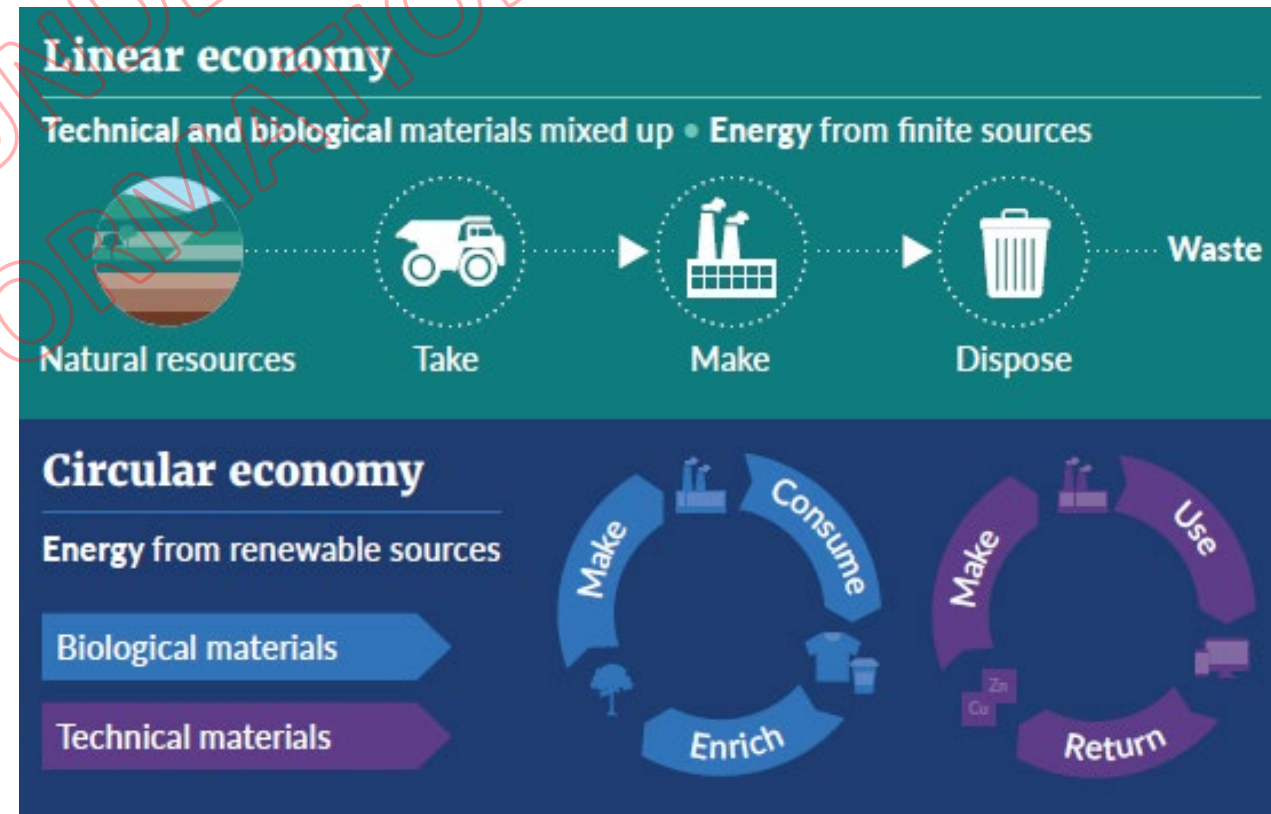 Linear economy
Technical and biological materials mixed up • Energy from finite sources
Waste
Natural resources
Take
Make
Dispose
Circular economy
Energy from renewable sources
Biological materials
Technical materials
Make
Consume
Enrich
Make
Use
Return
Zn
Cu